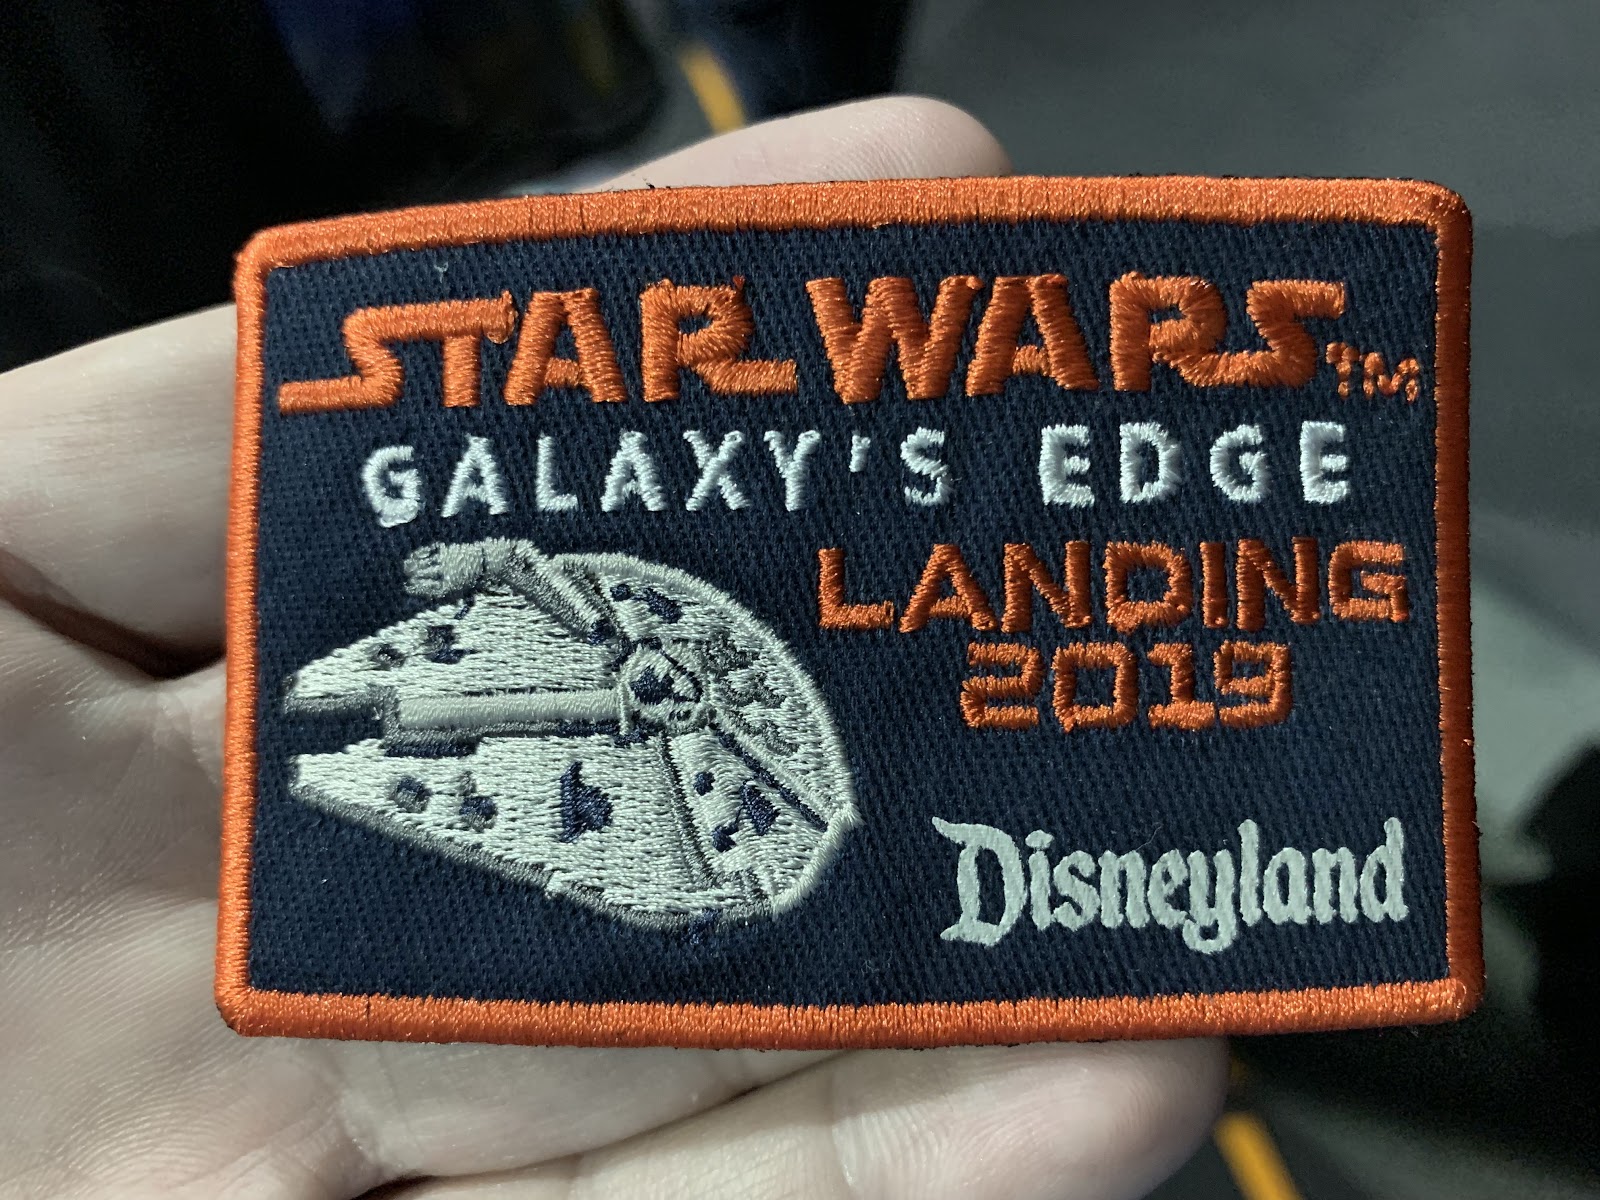 STAR WARS™
GALAXY'S EDGE
LANDING
2019
Disneyland